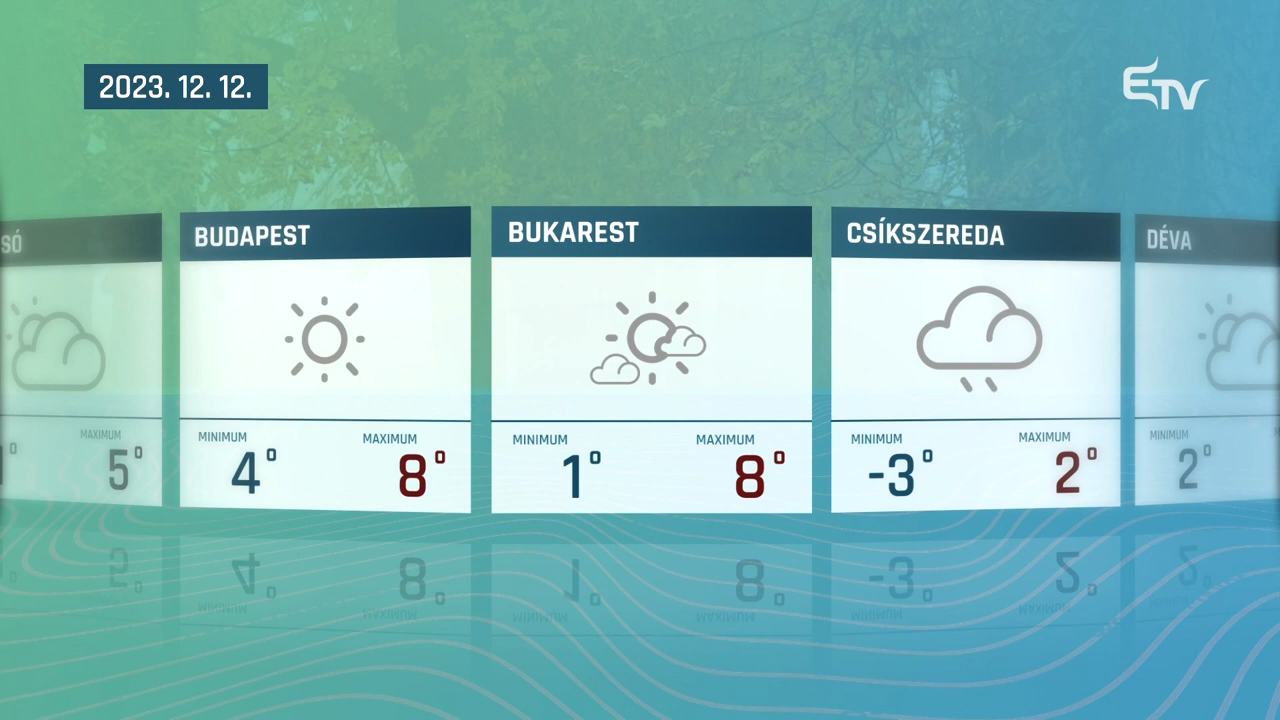 2023. 12. 12.
ETV
SÓ
BUDAPEST
BUKAREST
CSÍKSZEREDA
DÉVA
MAXIMUM
MINIMUM
MAXIMUM
MINIMUM
MAXIMUM
MINIMUM
MAXIMUM
MINIMUM
5°
4°
8°
1°
8°
-3°
2°
2°